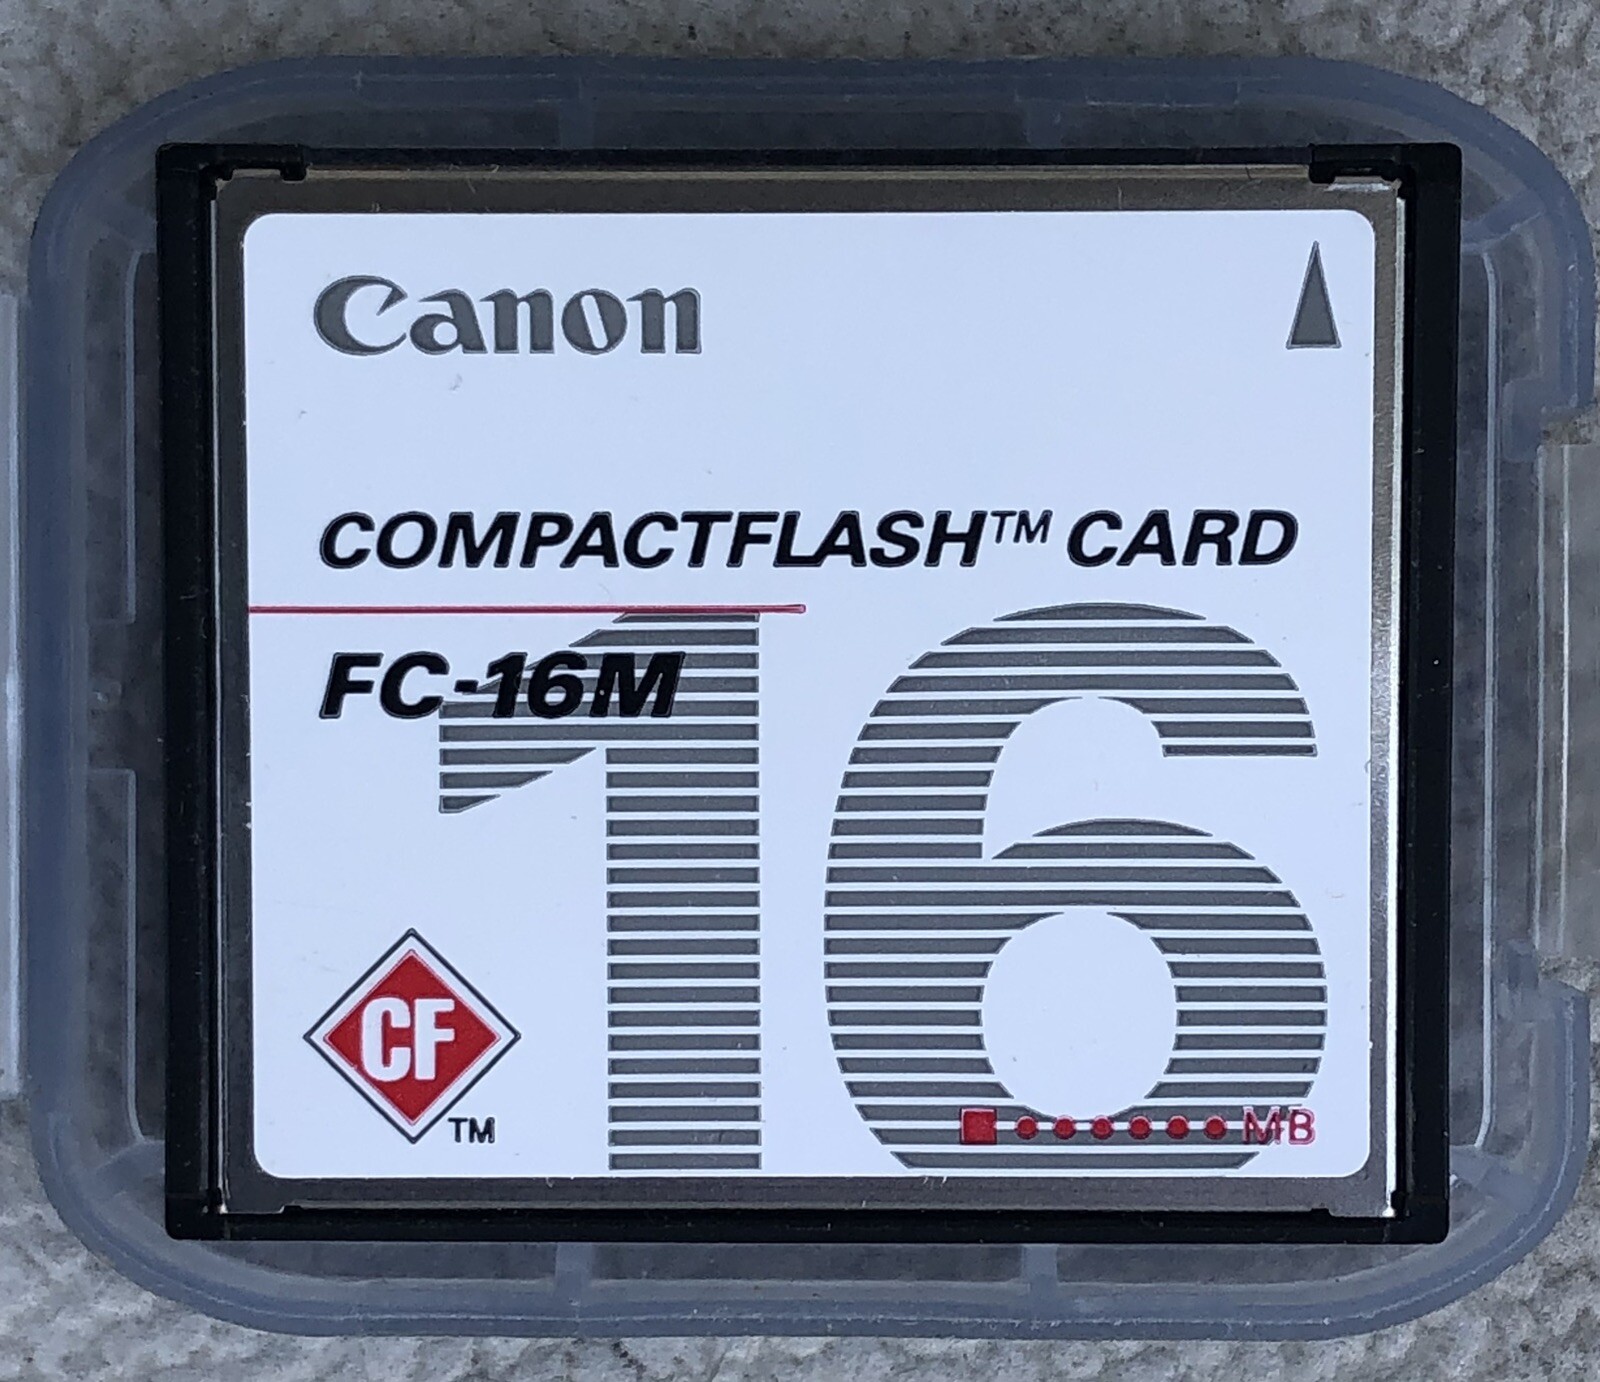 Canon
COMPACTFLASH™ CARD
FC-16M
16
CF
TM
MB